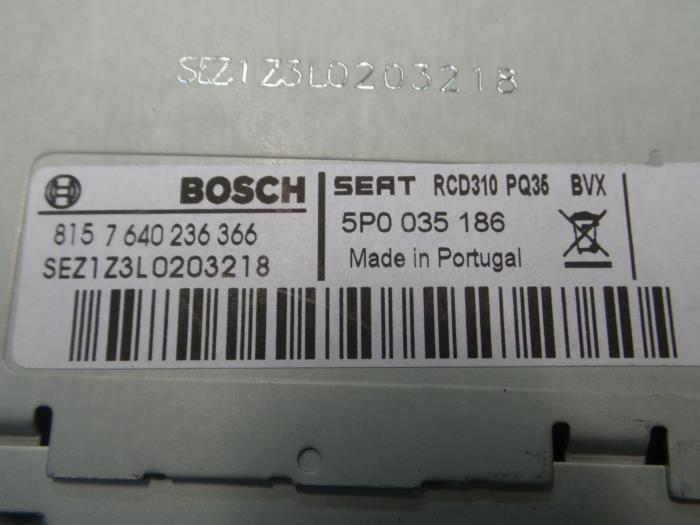 SEZ1Z3L0203218
BOSCH
815 7 640 236 366
SEZ1Z3L0203218
SEAT RCD310 PQ35 BVX
5P0 035 186
Made in Portugal